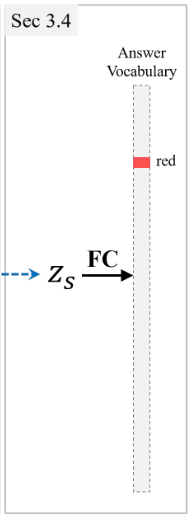 Sec 3.4
Answer
Vocabulary
red
FC
Z_S